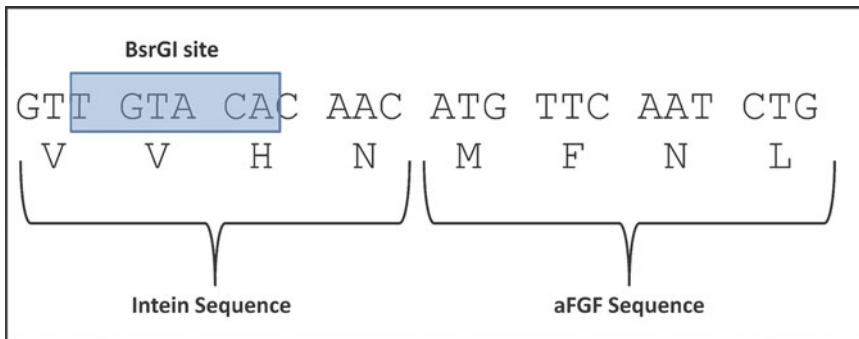 BsrGI site
GTT GTA CAC AAC ATG TTC AAT CTG
V V H N M F N L
Intein Sequence aFGF Sequence